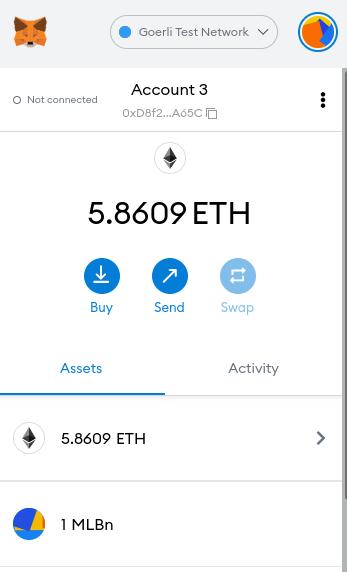 Goerli Test Network
Account 3
Not connected
0xD8f2...A65C
5.8609 ETH
Buy
Send
Swap
Assets
Activity
5.8609 ETH
1 MLBn